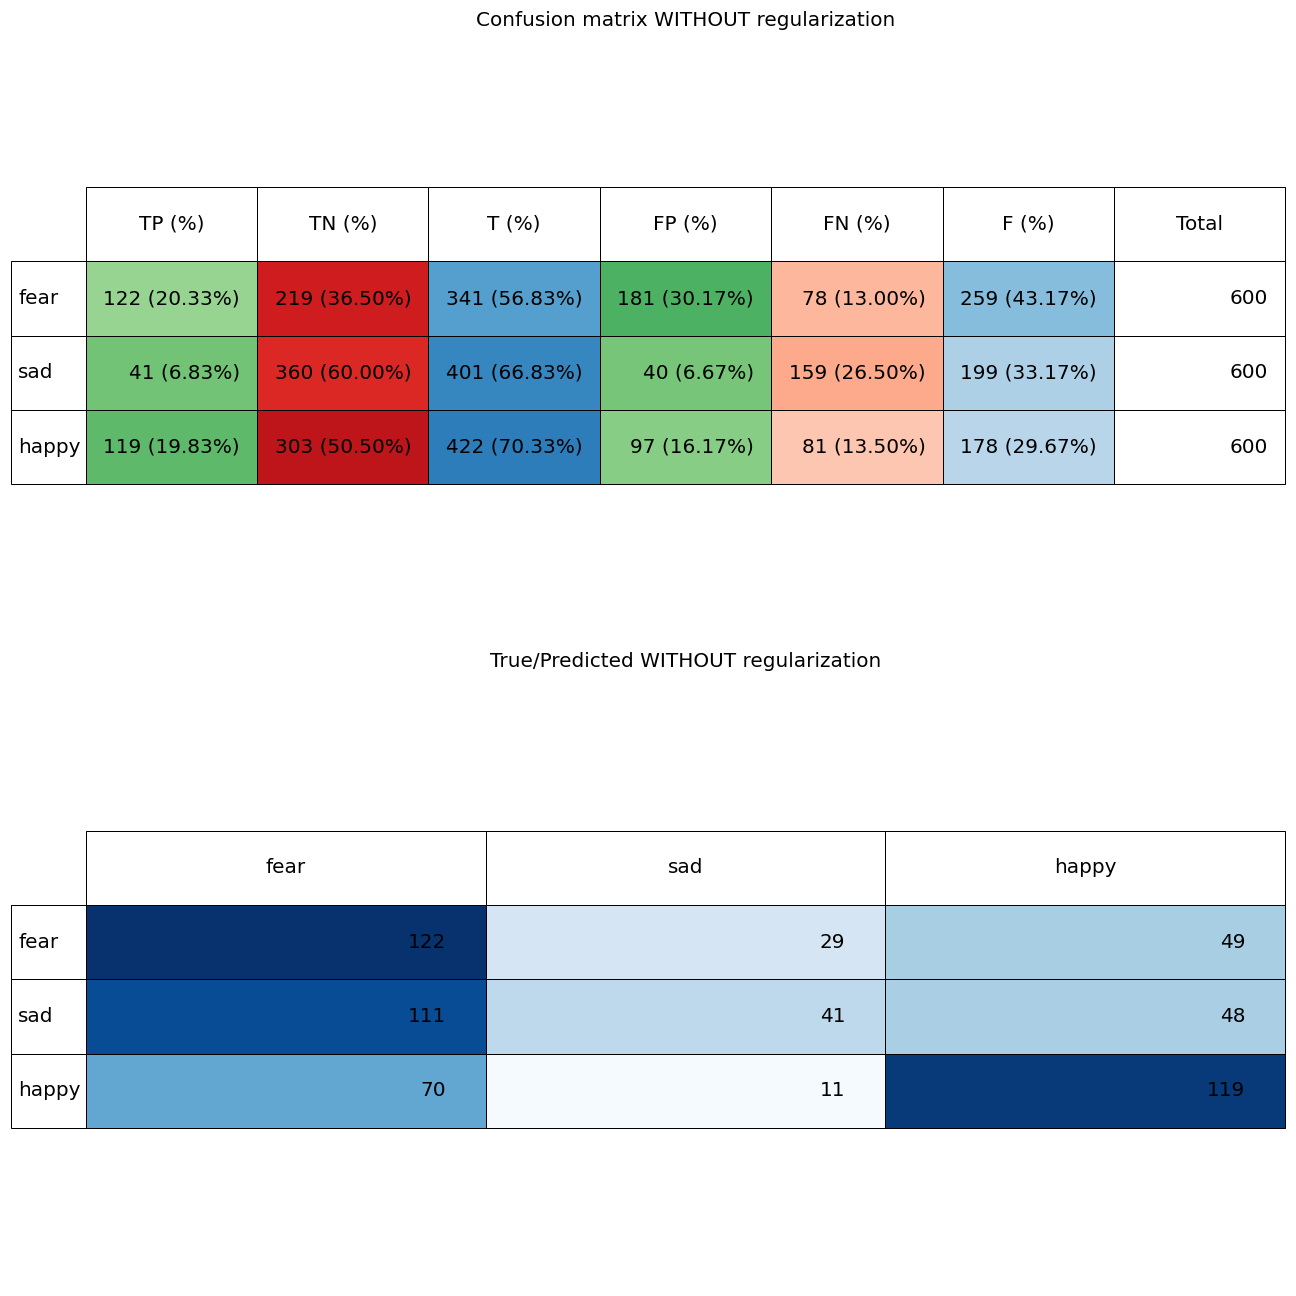 Confusion matrix WITHOUT regularization
TP (%) TN (%) T (%) FP (%) FN (%) F (%) Total
fear 122 (20.33%) 219 (36.50%) 341 (56.83%) 181 (30.17%) 78 (13.00%) 259 (43.17%) 600
sad 41 (6.83%) 360 (60.00%) 401 (66.83%) 40 (6.67%) 159 (26.50%) 199 (33.17%) 600
happy 119 (19.83%) 303 (50.50%) 422 (70.33%) 97 (16.17%) 81 (13.50%) 178 (29.67%) 600
True/Predicted WITHOUT regularization
fear sad happy
fear 122 29 49
sad 111 41 48
happy 70 11 119